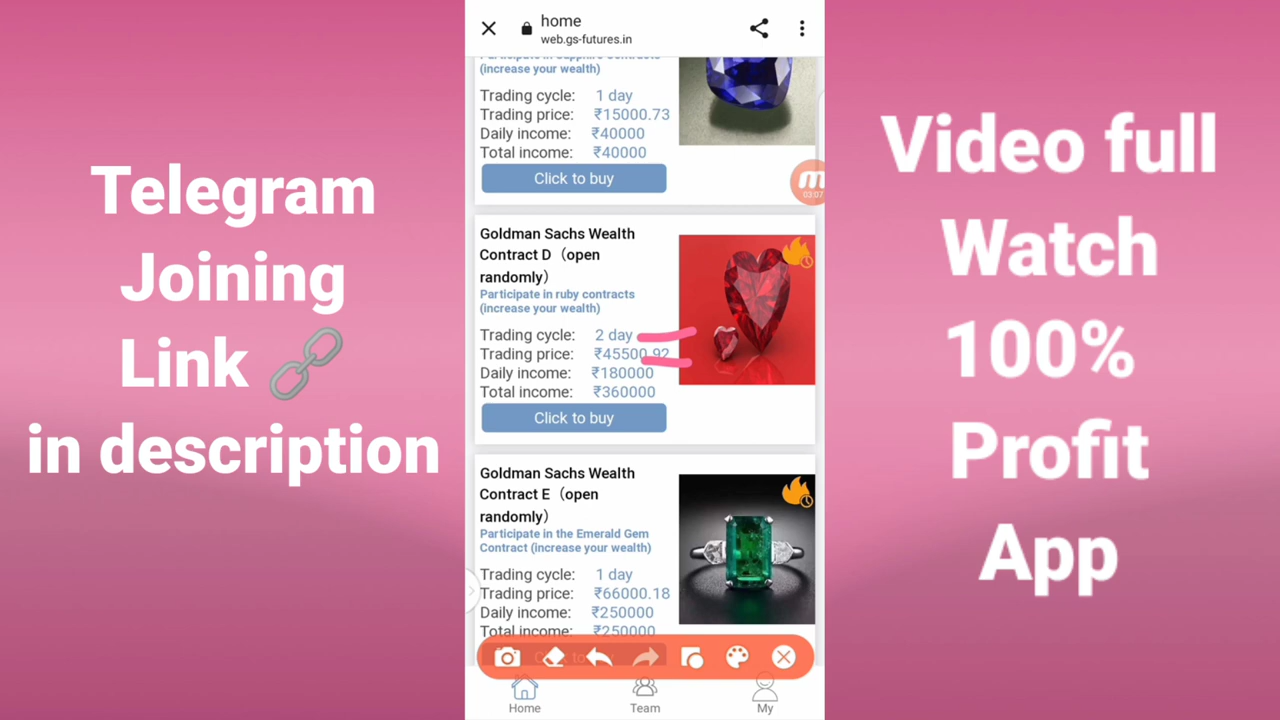 Telegram
Joining
Link 🔗
in description
home
web.gs-futures.in
(increase your wealth)
Trading cycle: 1 day
Trading price: ₹15000.73
Daily income: ₹40000
Total income: ₹40000
Click to buy
03:07
Goldman Sachs Wealth
Contract D（open
randomly）
Participate in ruby contracts
(increase your wealth)
Trading cycle: 2 day
Trading price: ₹45500.92
Daily income: ₹180000
Total income: ₹360000
Click to buy
Goldman Sachs Wealth
Contract E（open
randomly）
Participate in the Emerald Gem
Contract (increase your wealth)
Trading cycle: 1 day
Trading price: ₹66000.18
Daily income: ₹250000
Total income: ₹250000
Home
Team
My
Video full
Watch
100%
Profit
App